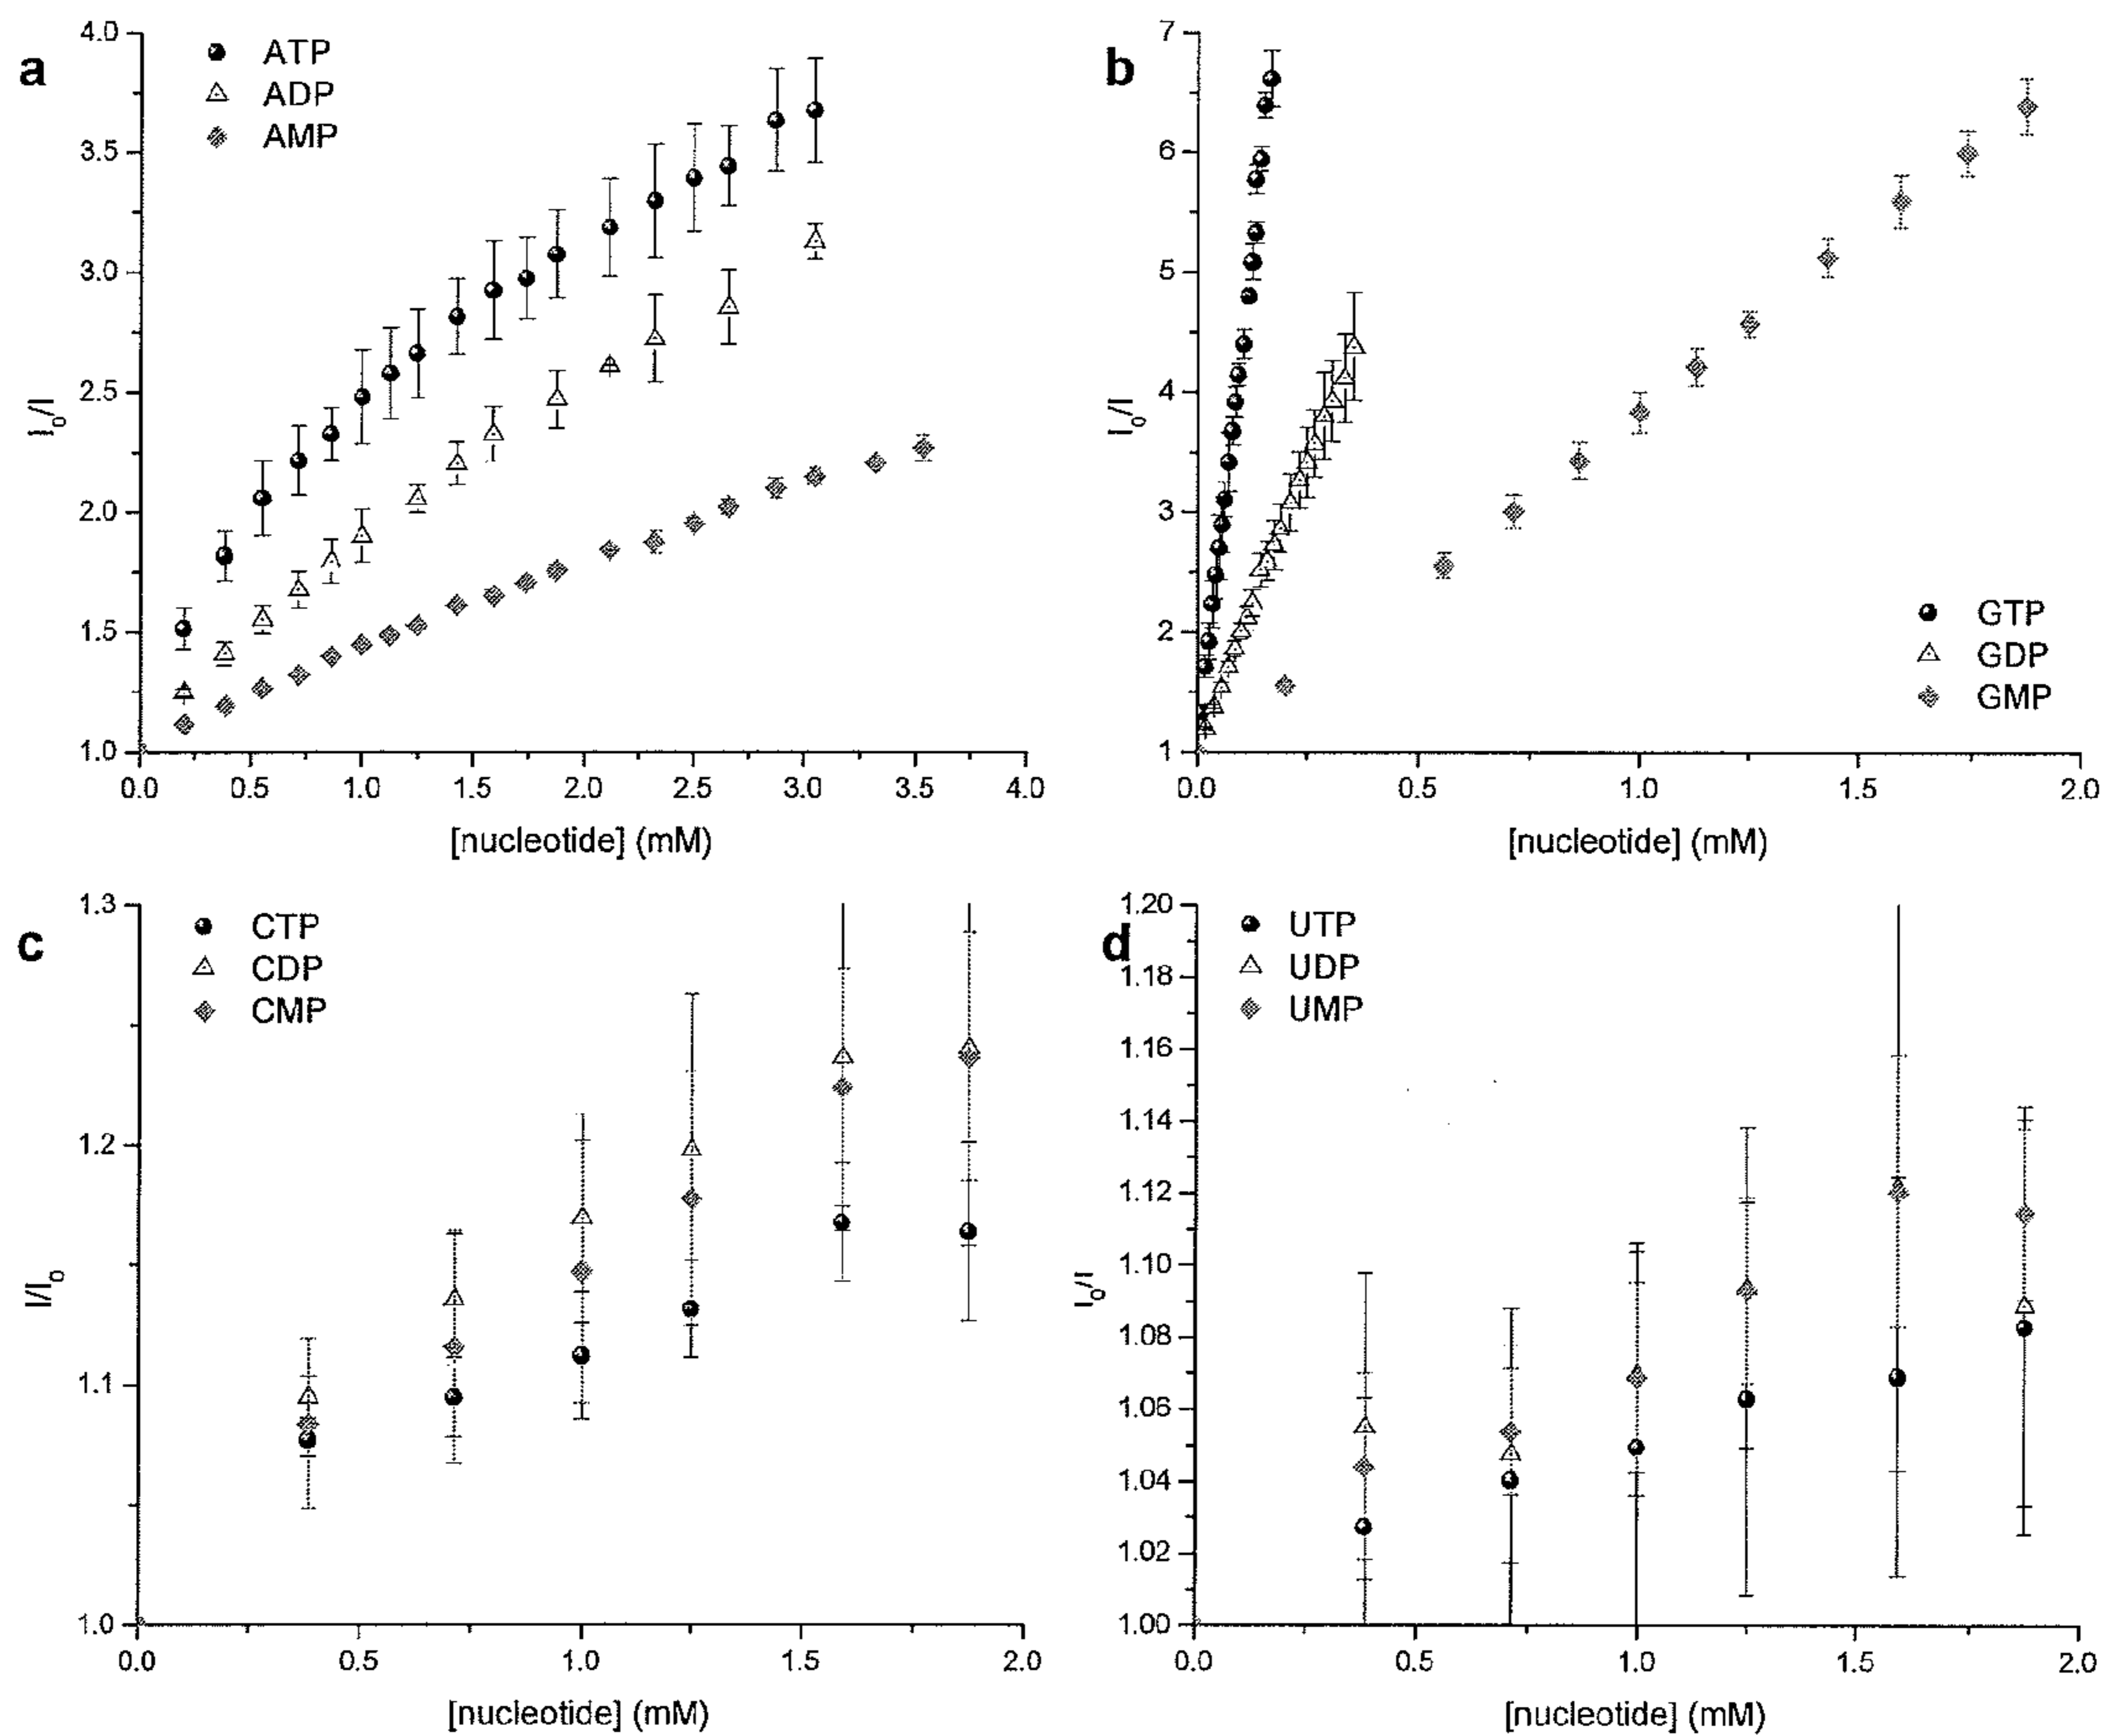 a
ATP
ADP
AMP
4.0
3.5
3.0
2.5
2.0
1.5
1.0
I0/I
0.0 0.5 1.0 1.5 2.0 2.5 3.0 3.5 4.0
[nucleotide] (mM)
b
7
6
5
4
3
2
1
I0/I
GTP
GDP
GMP
0.0 0.5 1.0 1.5 2.0
[nucleotide] (mM)
c
CTP
CDP
CMP
1.3
1.2
1.1
1.0
I/I0
0.0 0.5 1.0 1.5 2.0
[nucleotide] (mM)
d
UTP
UDP
UMP
1.20
1.18
1.16
1.14
1.12
1.10
1.08
1.06
1.04
1.02
1.00
I0/I
0.0 0.5 1.0 1.5 2.0
[nucleotide] (mM)